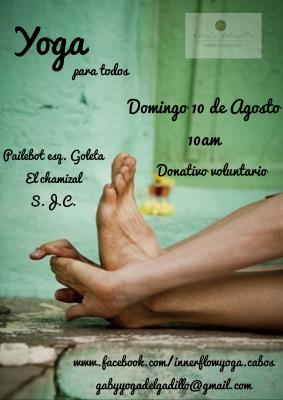 Yoga
para todos
Domingo 10 de Agosto
10am
Donativo voluntario
Pailebot esq. Goleta
El chamizal
S. J.C.
www.facebook.com/innerflowyoga.cabos
gabyyogadelgadillo@gmail.com